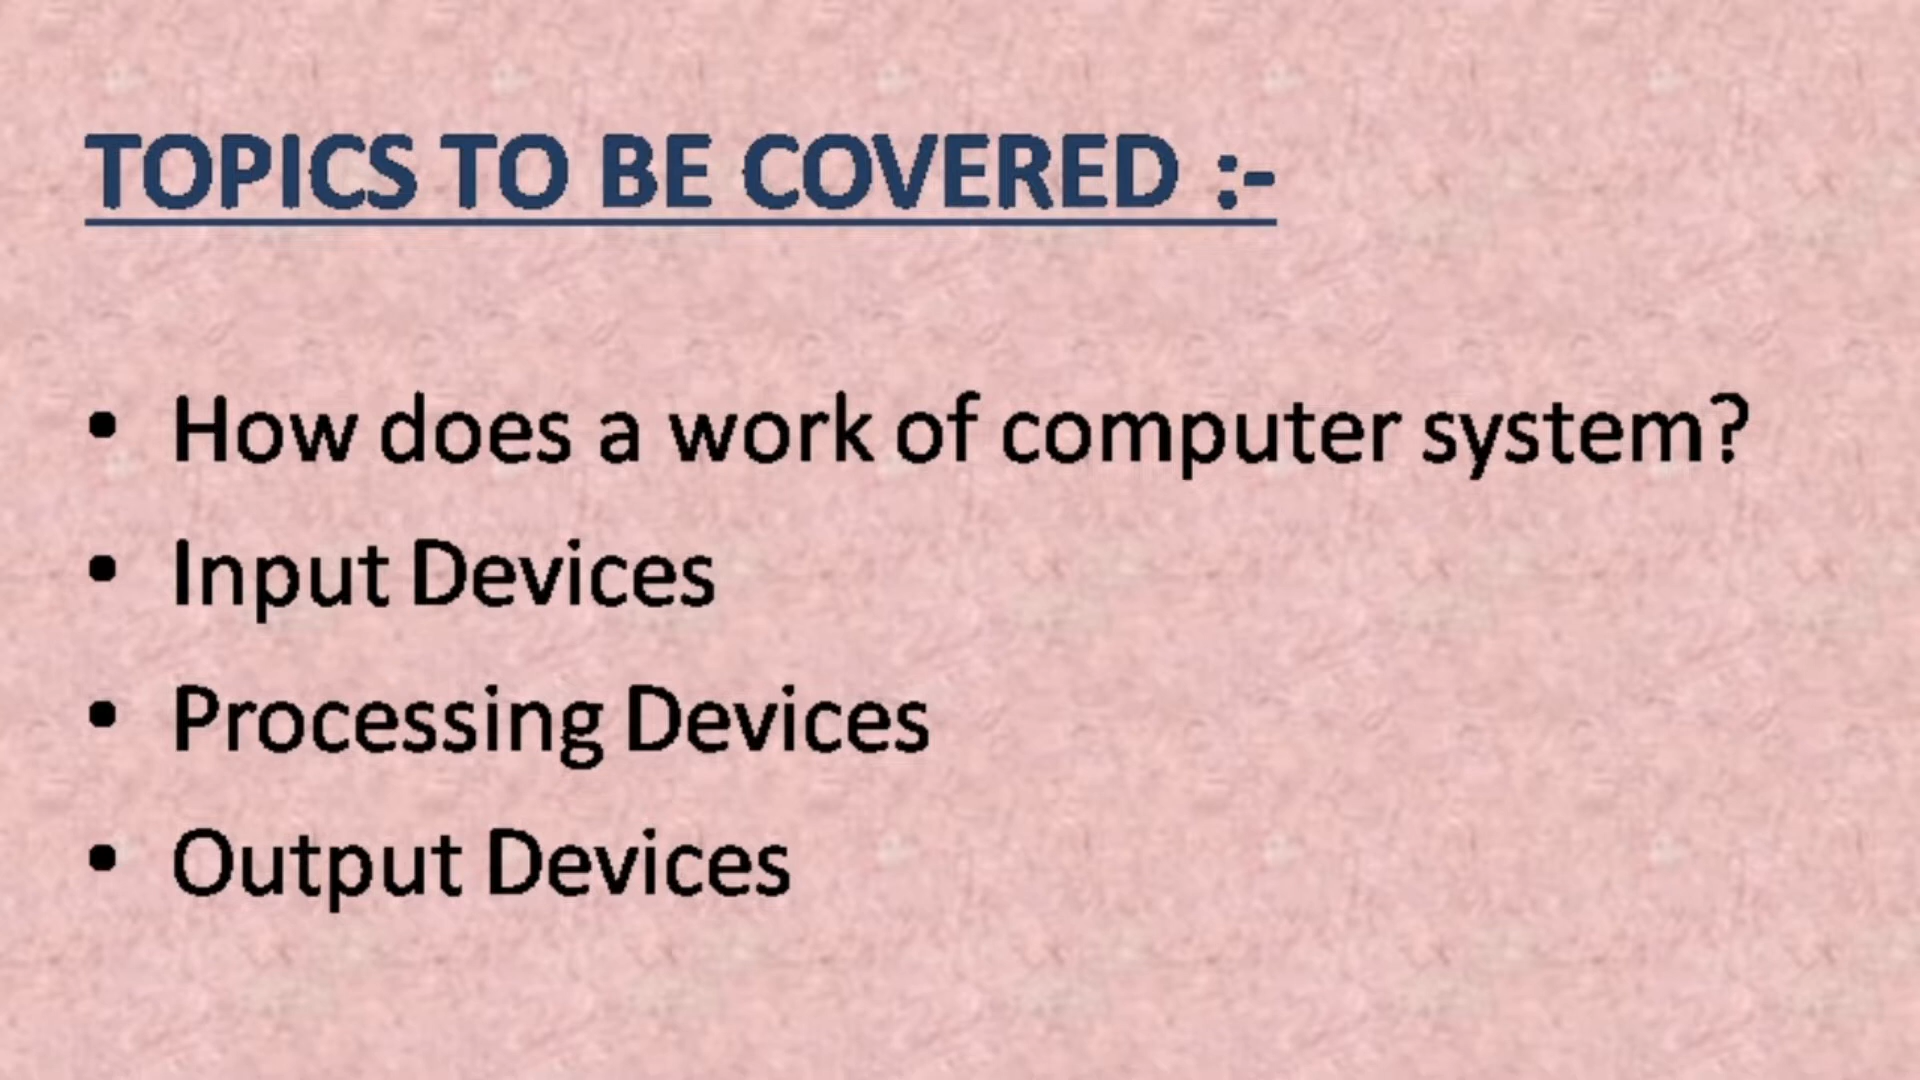 TOPICS TO BE COVERED :-
• How does a work of computer system?
• Input Devices
• Processing Devices
• Output Devices